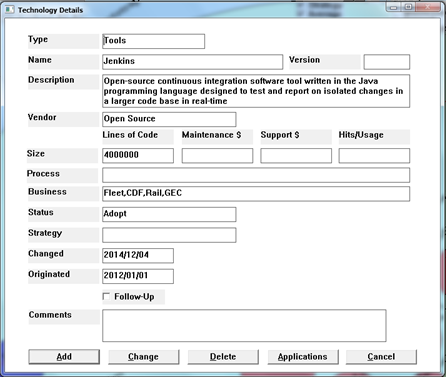 Technology Details
Type Tools
Name Jenkins Version
Description Open-source continuous integration software tool written in the Java
programming language designed to test and report on isolated changes in
a larger code base in real-time
Vendor Open Source
Lines of Code Maintenance $ Support $ Hits/Usage
Size 4000000
Process
Business Fleet,CDF,Rail,GEC
Status Adopt
Strategy
Changed 2014/12/04
Originated 2012/01/01
Follow-Up
Comments
Add Change Delete Applications Cancel